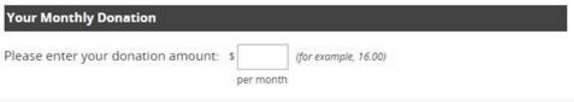 Your Monthly Donation
Please enter your donation amount: $ (for example, 16.00)
per month